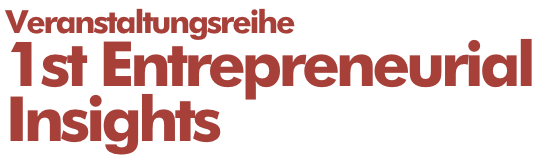 Veranstaltungsreihe
1st Entrepreneurial
Insights